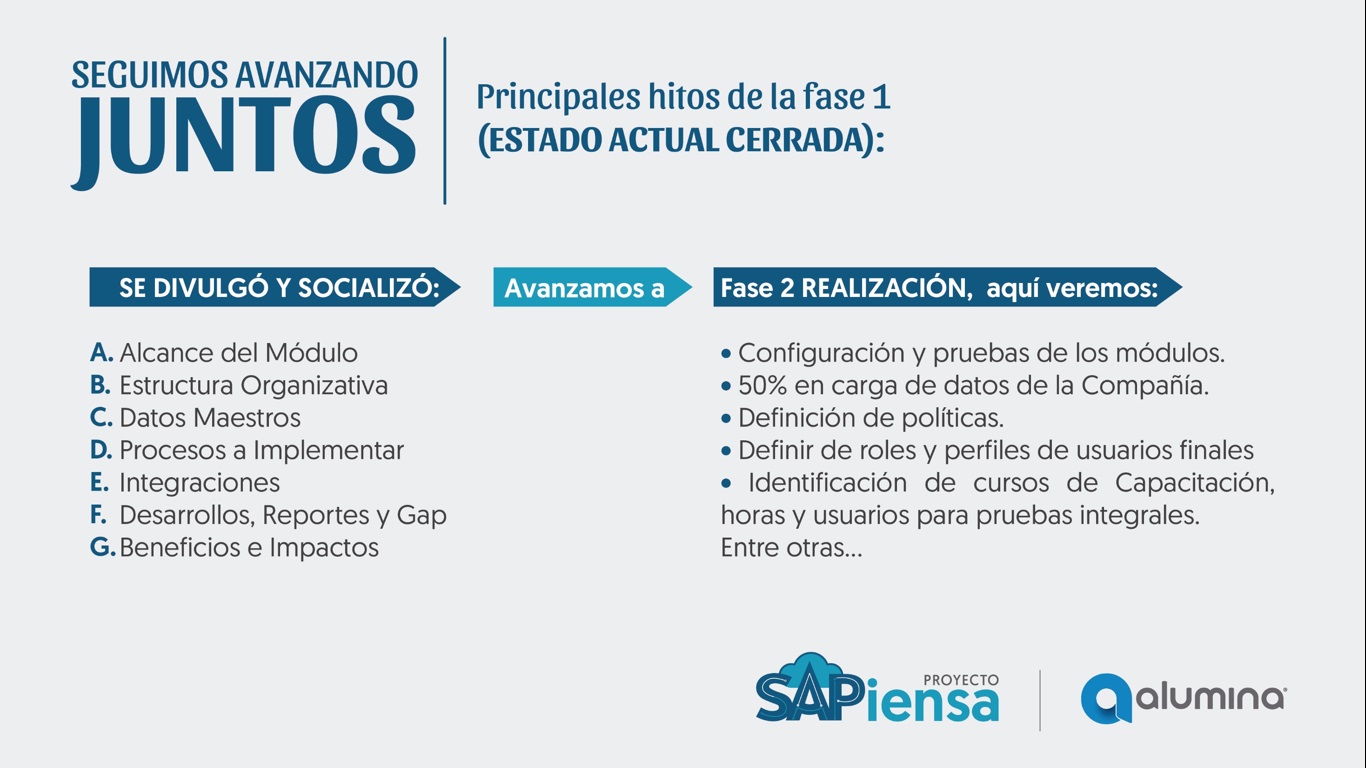 SEGUIMOS AVANZANDO
JUNTOS
Principales hitos de la fase 1
(ESTADO ACTUAL CERRADA):
SE DIVULGÓ Y SOCIALIZÓ:
A. Alcance del Módulo
B. Estructura Organizativa
C. Datos Maestros
D. Procesos a Implementar
E. Integraciones
F. Desarrollos, Reportes y Gap
G. Beneficios e Impactos
Avanzamos a
Fase 2 REALIZACIÓN, aquí veremos:
• Configuración y pruebas de los módulos.
• 50% en carga de datos de la Compañía.
• Definición de políticas.
• Definir de roles y perfiles de usuarios finales
• Identificación de cursos de Capacitación,
horas y usuarios para pruebas integrales.
Entre otras...
PROYECTO
SAPiensa
alumina®